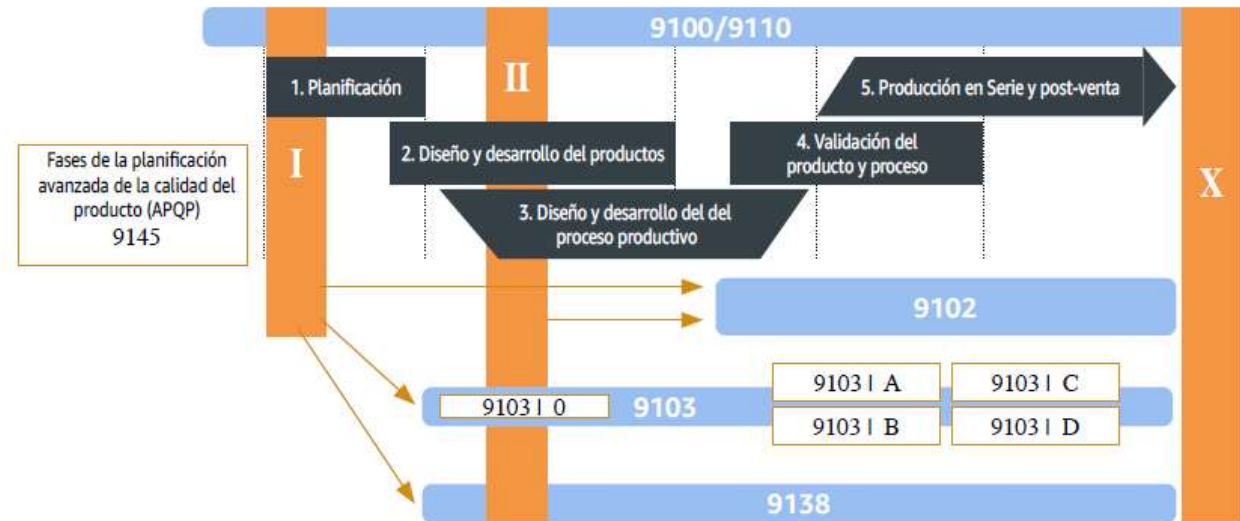 9100/9110
1. Planificación
I
II
5. Producción en Serie y post-venta
X
2. Diseño y desarrollo del productos
4. Validación del
producto y proceso
3. Diseño y desarrollo del del
proceso productivo
Fases de la planificación
avanzada de la calidad del
producto (APQP)
9145
9102
9103 | 0
9103
9103 | A
9103 | C
9103 | B
9103 | D
9138